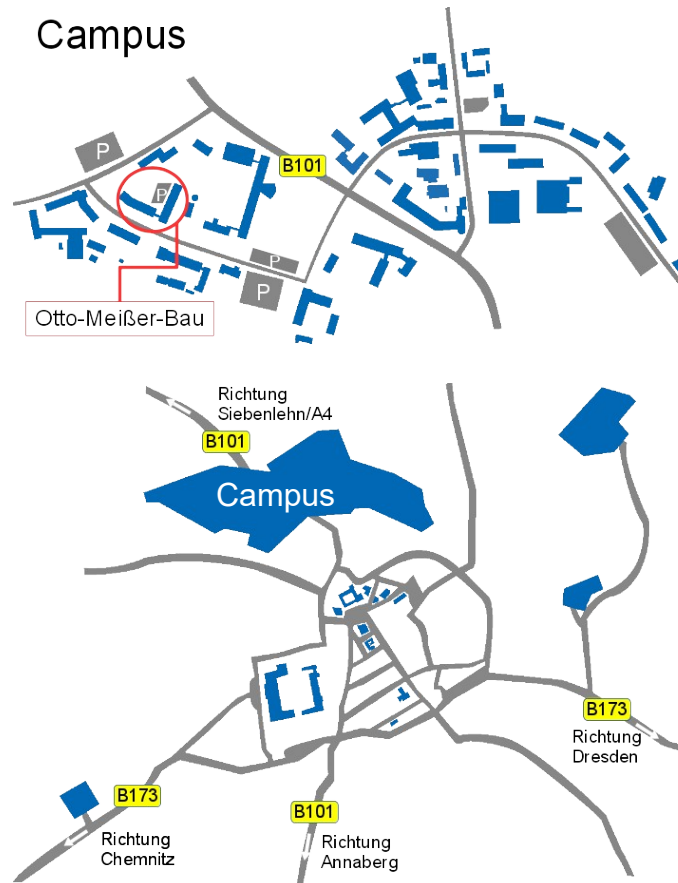 Campus
P
B101
P
P
P
Otto-Meißer-Bau
Richtung
Siebenlehn/A4
B101
Campus
B173
Richtung
Dresden
B173
Richtung
Chemnitz
B101
Richtung
Annaberg